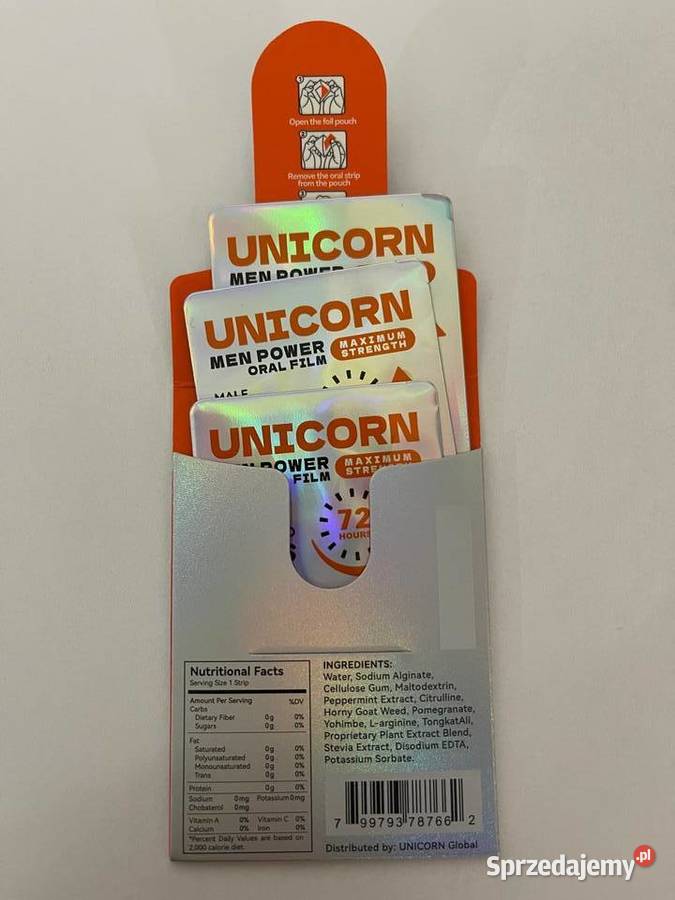 1
Open the foil pouch
2
Remove the oral strip
from the pouch
3
UNICORN
MEN POWER
UNICORN
MEN POWER
ORAL FILM
MAXIMUM
STRENGTH
MALE
UNICORN
POWER
FILM
MAXIMUM
STRENGTH
72
HOURS
Nutritional Facts
Serving Size 1 Strip
Amount Per Serving %DV
Carbs
Dietary Fiber 0g 0%
Sugars 0g 0%
Fat
Saturated 0g 0%
Polyunsaturated 0g 0%
Monounsaturated 0g 0%
Trans 0g 0%
Protein 0g 0%
Sodium 0mg Potassium 0mg
Chobaterol 0mg
Vitamin A 0% Vitamin C 0%
Calcium 0% Iron 0%
*Percent Daily Values are based on
2,000 calorie diet.
INGREDIENTS:
Water, Sodium Alginate,
Cellulose Gum, Maltodextrin,
Peppermint Extract, Citrulline,
Horny Goat Weed, Pomegranate,
Yohimbe, L-arginine, TongkatAli,
Proprietary Plant Extract Blend,
Stevia Extract, Disodium EDTA,
Potassium Sorbate.
7 99793 78766 2
Distributed by: UNICORN Global
Sprzedajemy.pl